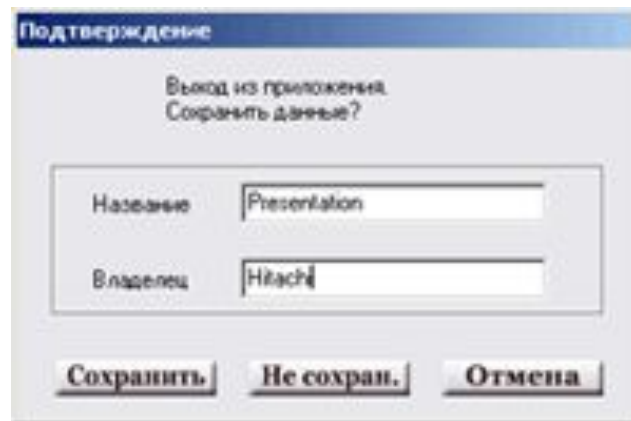 Подтверждение
Выход из приложения.
Сохранить данные?
Название Presentation
Владелец Hitachi
Сохранить Не сохран. Отмена